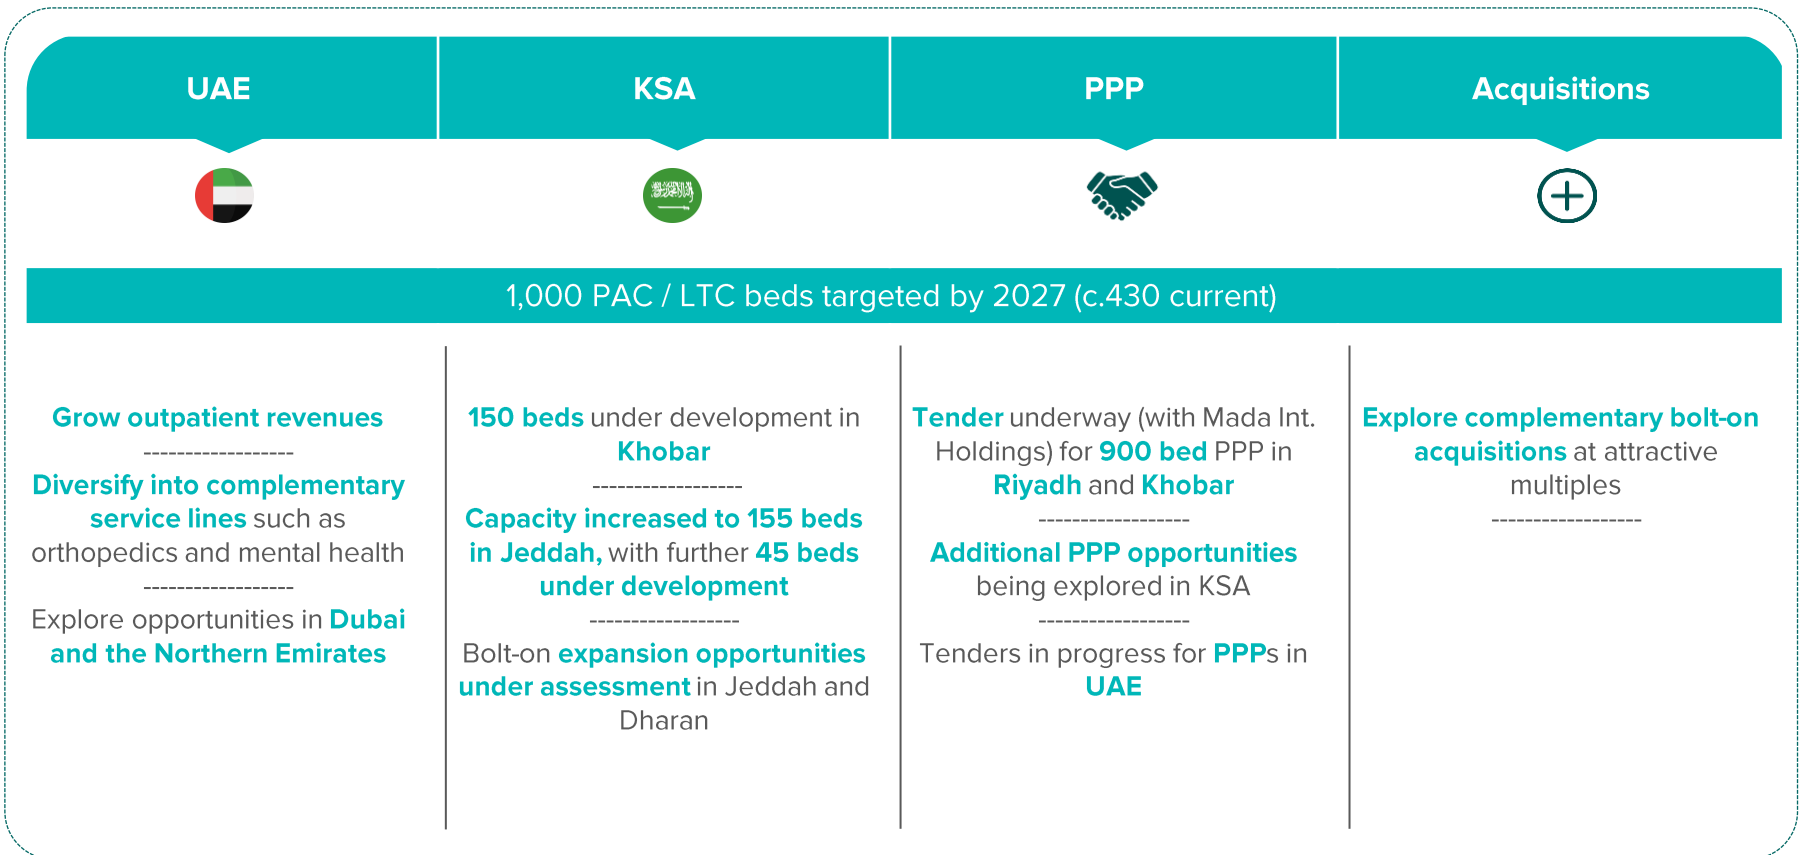 UAE
KSA
PPP
Acquisitions
1,000 PAC / LTC beds targeted by 2027 (c.430 current)
Grow outpatient revenues
------------------
Diversify into complementary
service lines such as
orthopedics and mental health
------------------
Explore opportunities in Dubai
and the Northern Emirates
150 beds under development in
Khobar
------------------
Capacity increased to 155 beds
in Jeddah, with further 45 beds
under development
------------------
Bolt-on expansion opportunities
under assessment in Jeddah and
Dharan
Tender underway (with Mada Int.
Holdings) for 900 bed PPP in
Riyadh and Khobar
------------------
Additional PPP opportunities
being explored in KSA
------------------
Tenders in progress for PPPs in
UAE
Explore complementary bolt-on
acquisitions at attractive
multiples
------------------